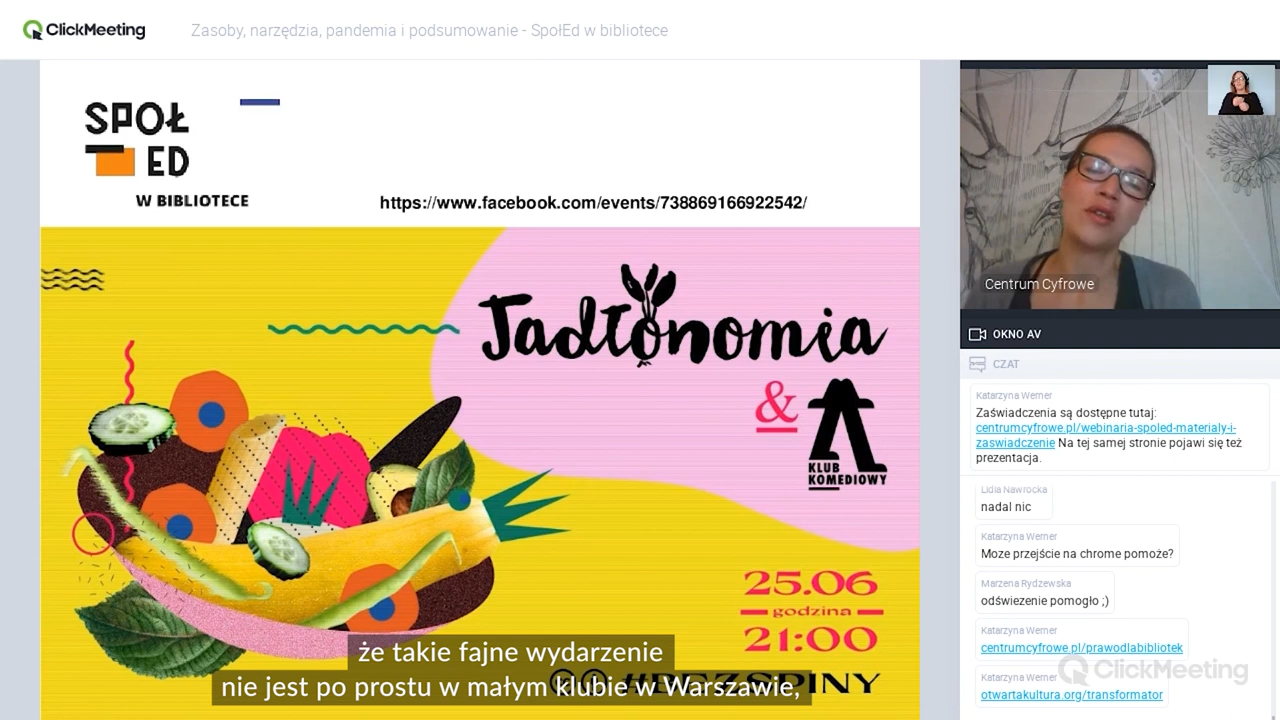 ClickMeeting
Zasoby, narzędzia, pandemia i podsumowanie - SpołEd w bibliotece
SPOŁ
ED
W BIBLIOTECE
https://www.facebook.com/events/738869166922542/
Jadłonomia
&
KLUB
KOMEDIOWY
25.06
godzina
21:00
że takie fajne wydarzenie
nie jest po prostu w małym klubie w Warszawie,
Centrum Cyfrowe
OKNO AV
CZAT
Katarzyna Werner
Zaświadczenia są dostępne tutaj:
centrumcyfrowe.pl/webinaria-spoled-materialy-i-
zaswiadczenie Na tej samej stronie pojawi się też
prezentacja.
Lidia Nawrocka
nadal nic
Katarzyna Werner
Moze przejście na chrome pomoże?
Marzena Rydzewska
odświezenie pomogło ;)
Katarzyna Werner
centrumcyfrowe.pl/prawodlabibliotek
ClickMeeting
Katarzyna Werner
otwartakultura.org/transformator